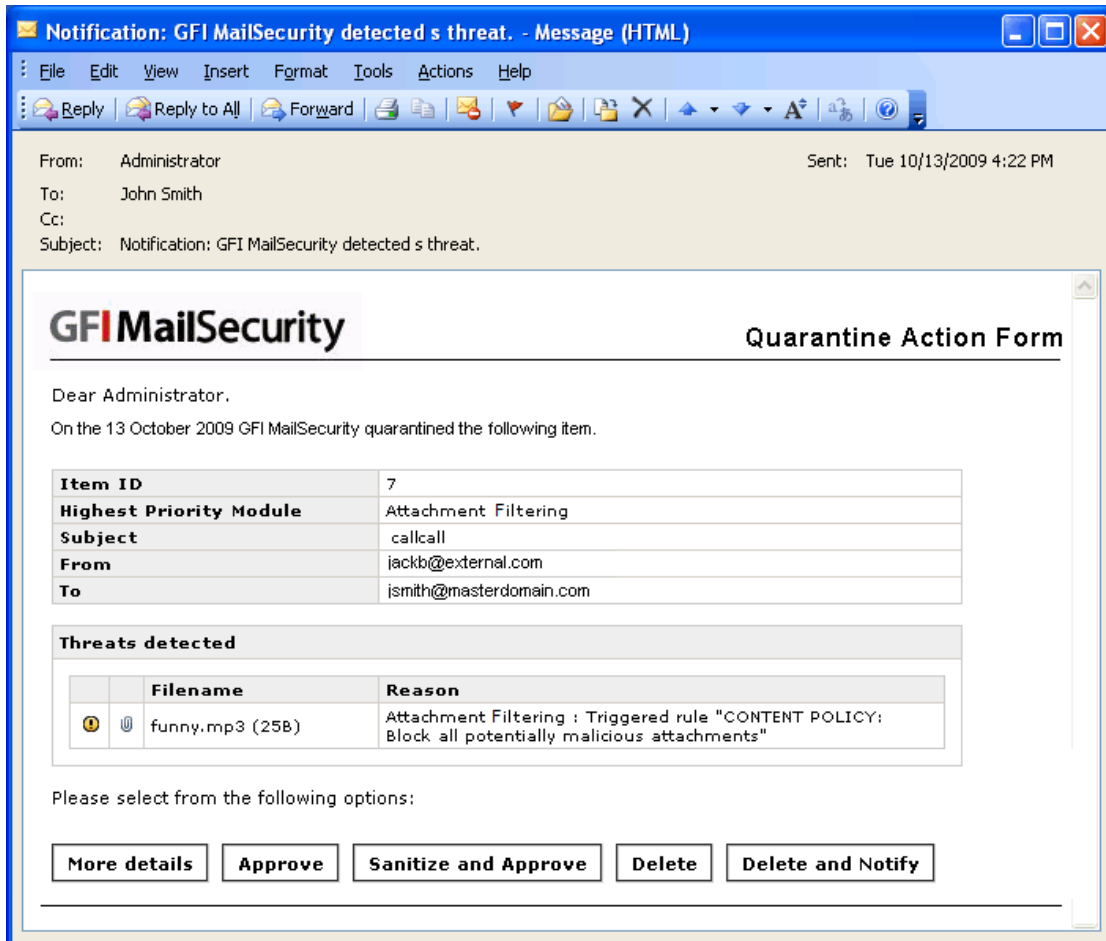 Notification: GFI MailSecurity detected s threat. - Message (HTML)
File Edit View Insert Format Tools Actions Help
Reply Reply to All Forward
From: Administrator Sent: Tue 10/13/2009 4:22 PM
To: John Smith
Cc:
Subject: Notification: GFI MailSecurity detected s threat.
GFI MailSecurity
Quarantine Action Form
Dear Administrator.
On the 13 October 2009 GFI MailSecurity quarantined the following item.
Item ID 7
Highest Priority Module Attachment Filtering
Subject callcall
From jackb@external.com
To jsmith@masterdomain.com
Threats detected
Filename Reason
funny.mp3 (25B) Attachment Filtering : Triggered rule "CONTENT POLICY:
Block all potentially malicious attachments"
Please select from the following options:
More details Approve Sanitize and Approve Delete Delete and Notify